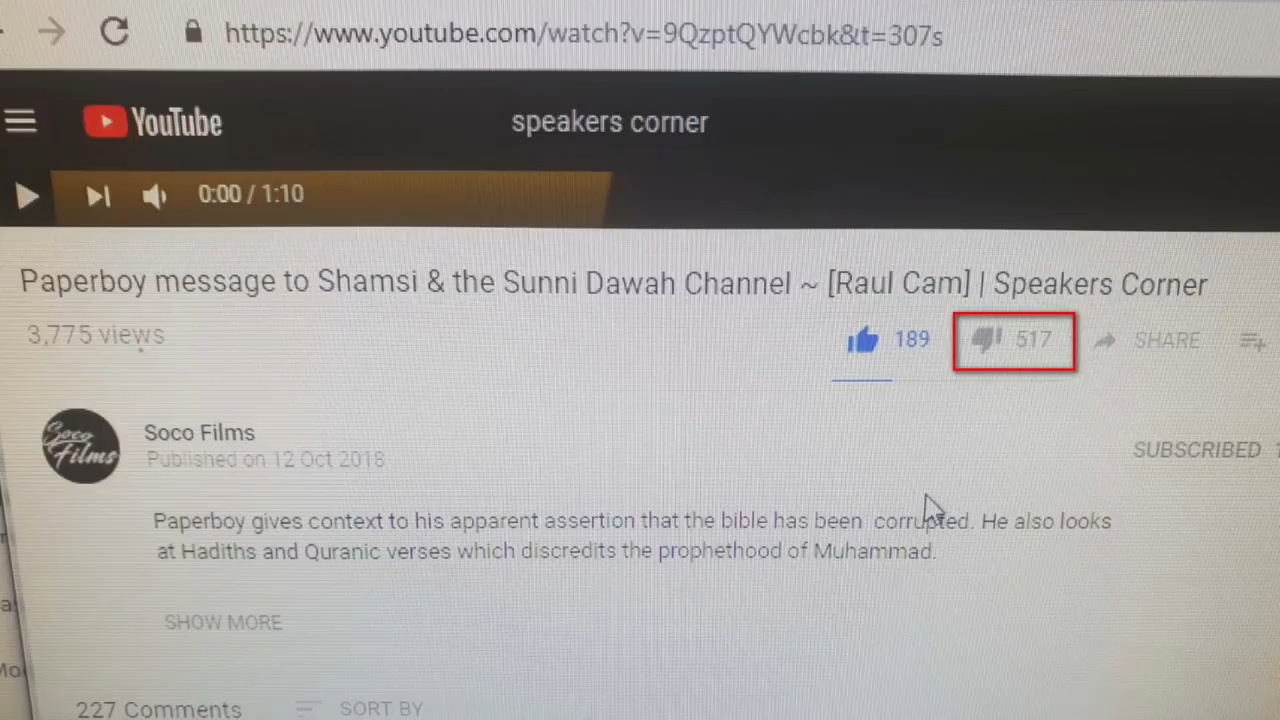 https://www.youtube.com/watch?v=9QzptQYWcbk&t=307s
YouTube
speakers corner
0:00 / 1:10
Paperboy message to Shamsi & the Sunni Dawah Channel ~ [Raul Cam] | Speakers Corner
3,775 views
189
517
SHARE
Soco Films
Soco Films
Published on 12 Oct 2018
SUBSCRIBED
Paperboy gives context to his apparent assertion that the bible has been corrupted. He also looks
at Hadiths and Quranic verses which discredits the prophethood of Muhammad.
SHOW MORE
227 Comments
SORT BY